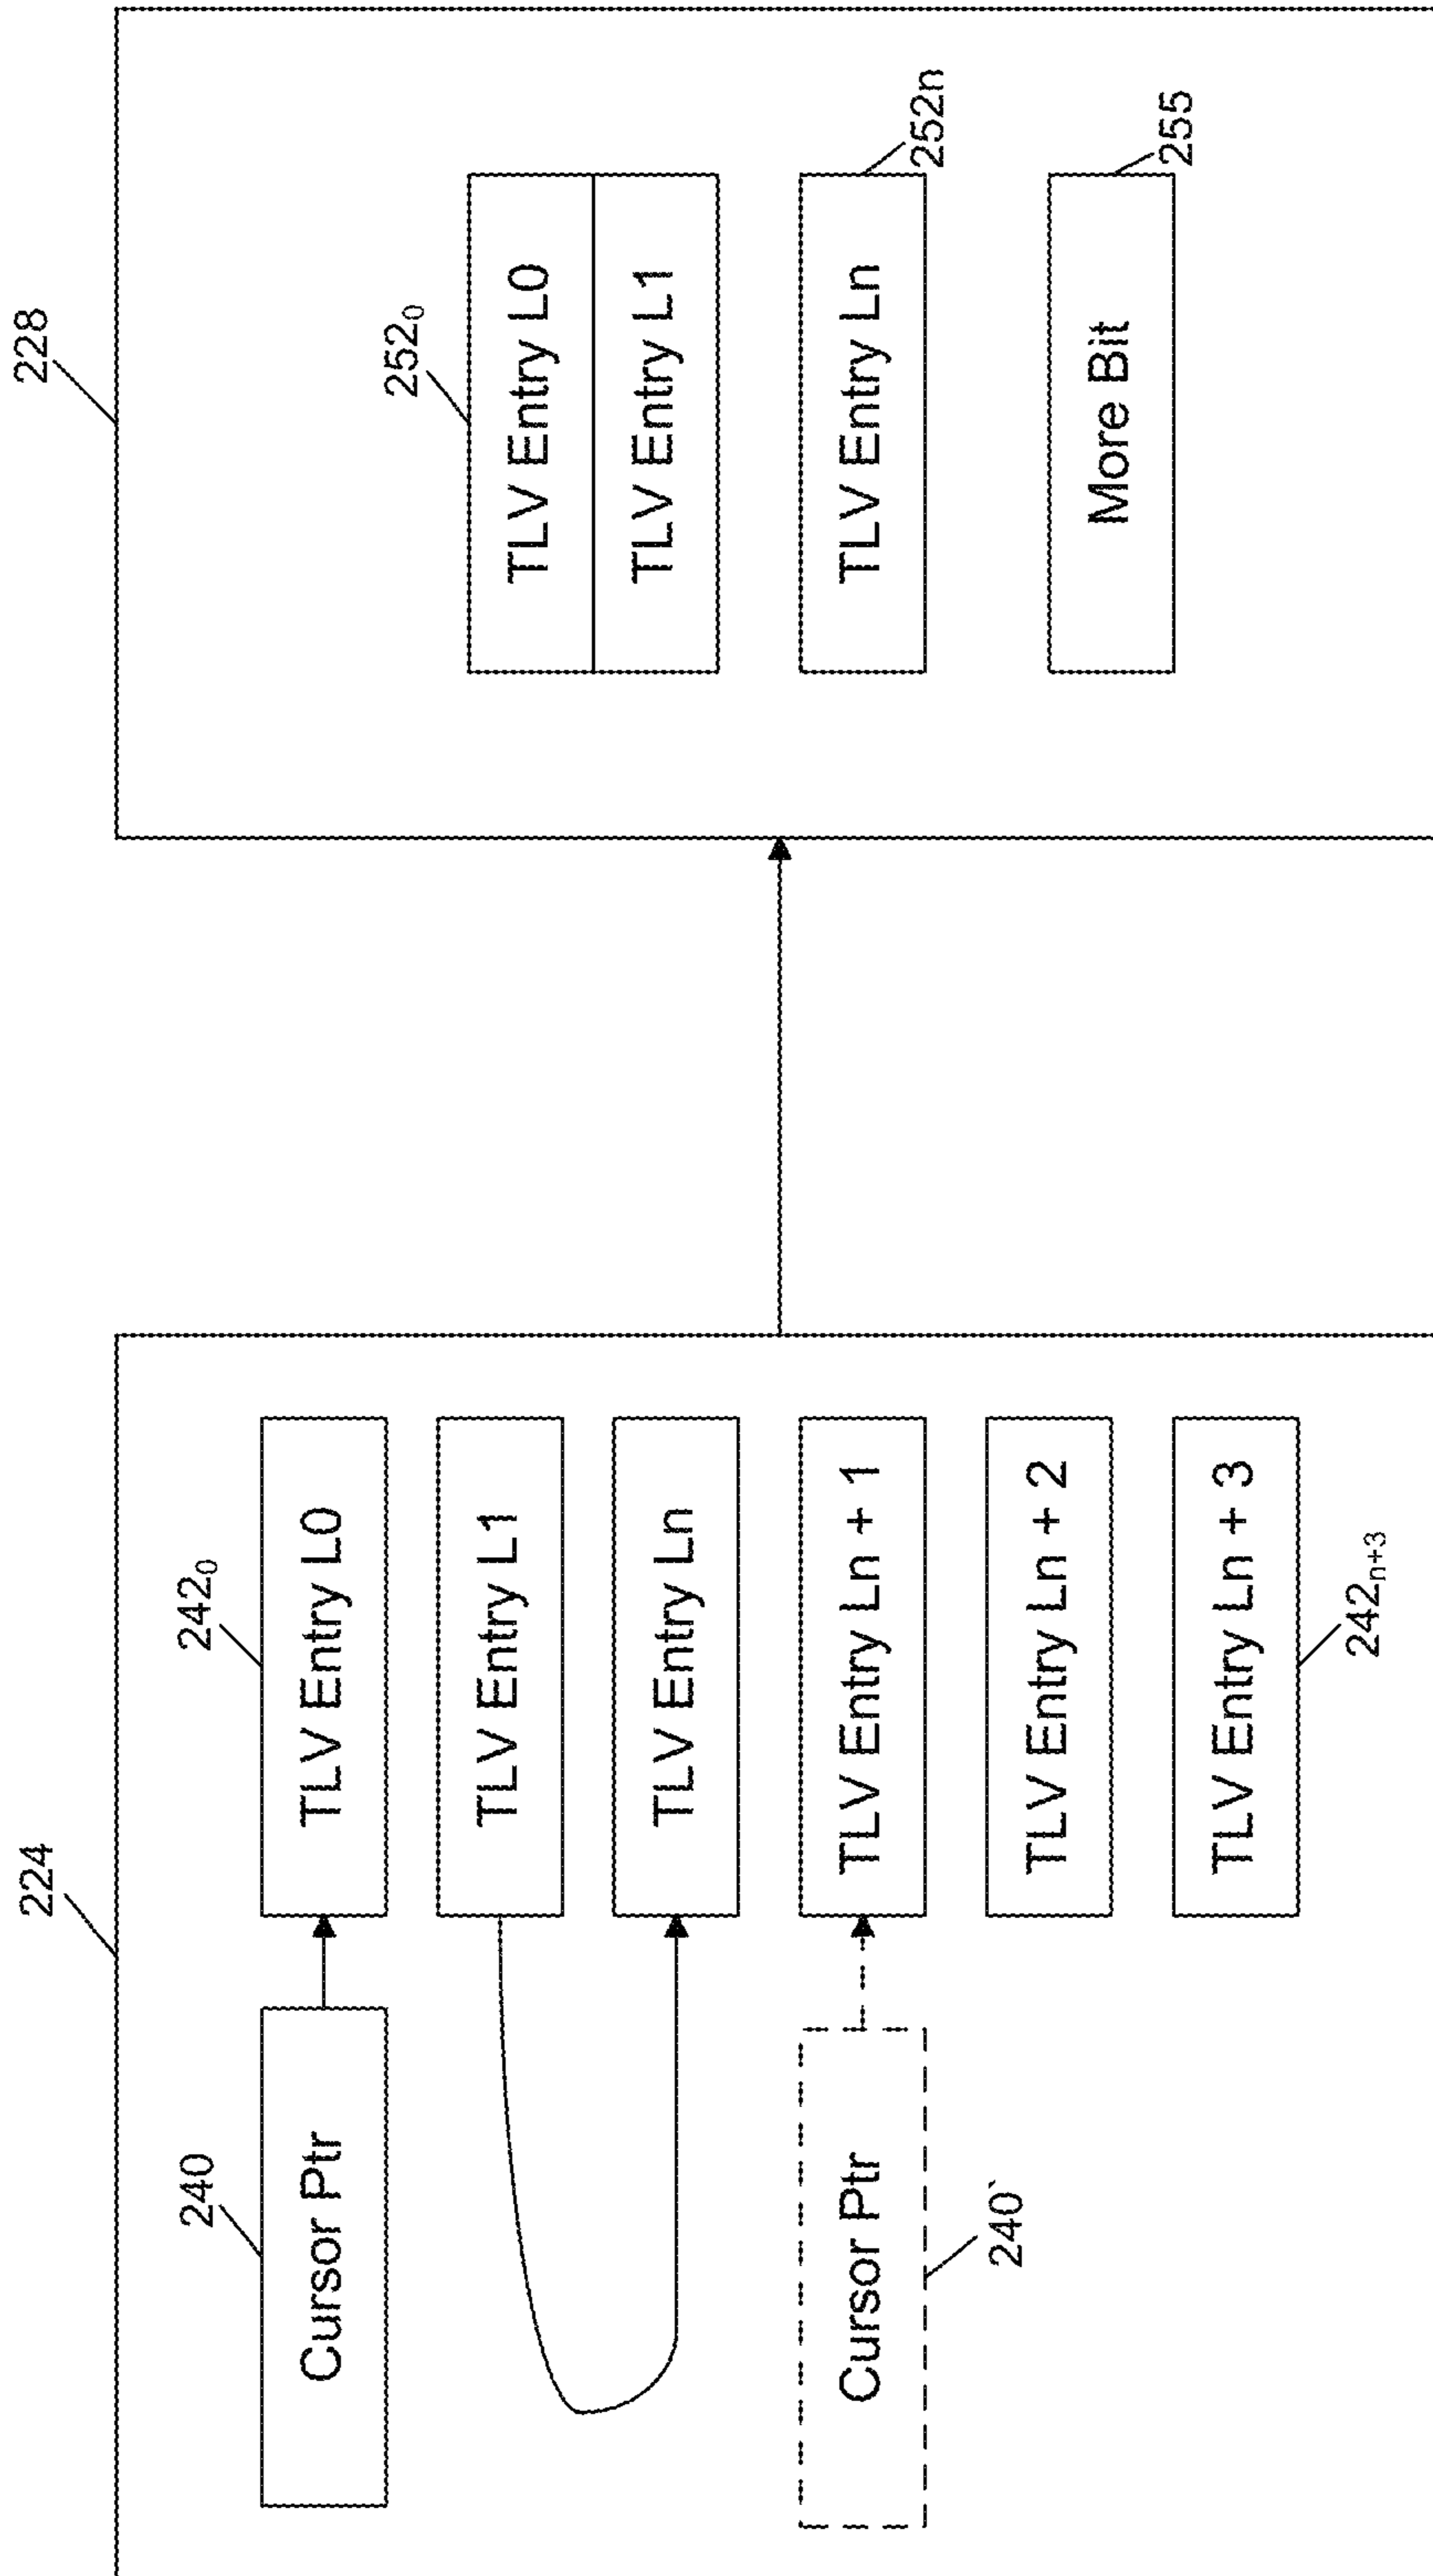 224
240
Cursor Ptr
242₀
TLV Entry L0
TLV Entry L1
TLV Entry Ln
Cursor Ptr
240`
TLV Entry Ln + 1
TLV Entry Ln + 2
TLV Entry Ln + 3
242ₙ₊₃
228
252₀
TLV Entry L0
TLV Entry L1
TLV Entry Ln
252n
More Bit
255